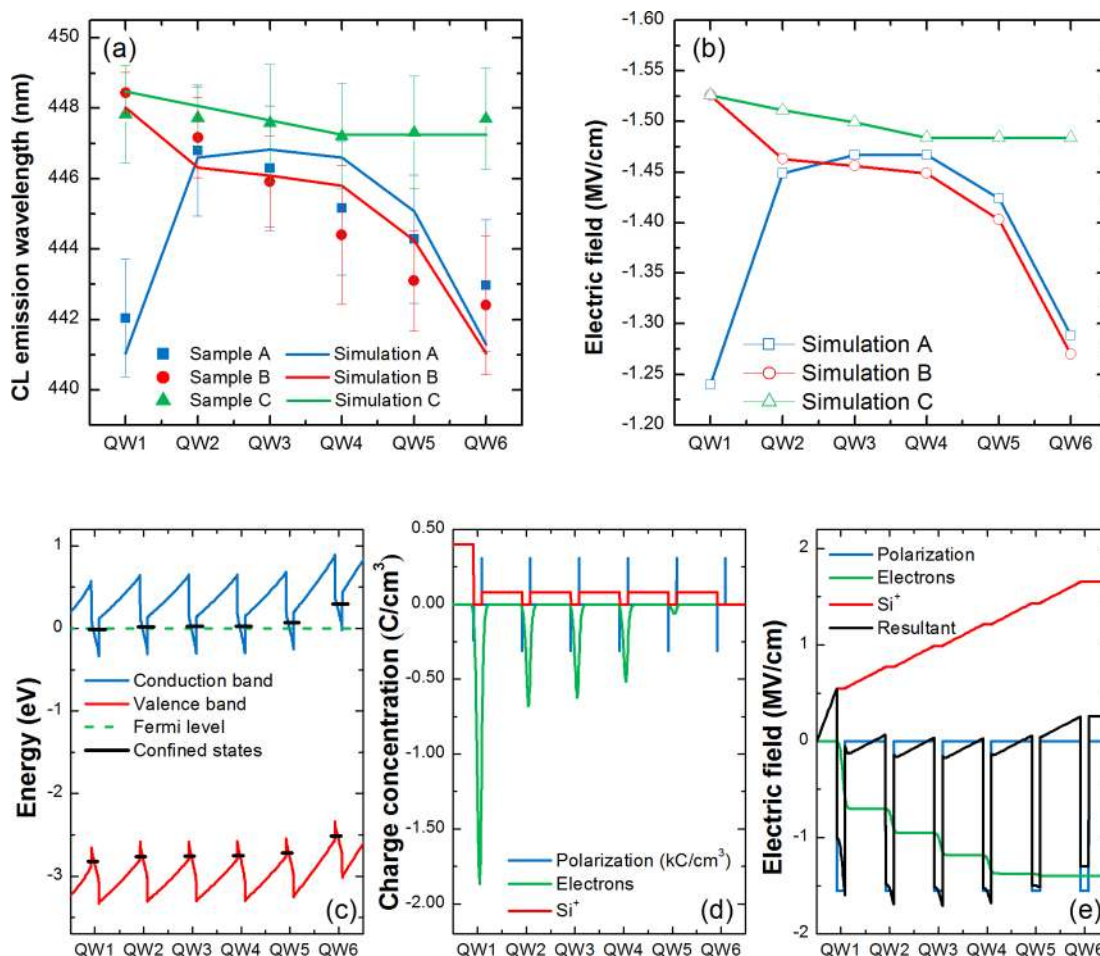 (a)
CL emission wavelength (nm)
450
448
446
444
442
440
Sample A Simulation A
Sample B Simulation B
Sample C Simulation C
QW1 QW2 QW3 QW4 QW5 QW6
(b)
Electric field (MV/cm)
-1.60
-1.55
-1.50
-1.45
-1.40
-1.35
-1.30
-1.25
-1.20
Simulation A
Simulation B
Simulation C
QW1 QW2 QW3 QW4 QW5 QW6
Energy (eV)
1
0
-1
-2
-3
Conduction band
Valence band
Fermi level
Confined states
(c)
QW1 QW2 QW3 QW4 QW5 QW6
Charge concentration (C/cm³)
0.50
0.00
-0.50
-1.00
-1.50
-2.00
Polarization (kC/cm³)
Electrons
Si⁺
(d)
QW1 QW2 QW3 QW4 QW5 QW6
Electric field (MV/cm)
2
1
0
-1
-2
Polarization
Electrons
Si⁺
Resultant
(e)
QW1 QW2 QW3 QW4 QW5 QW6